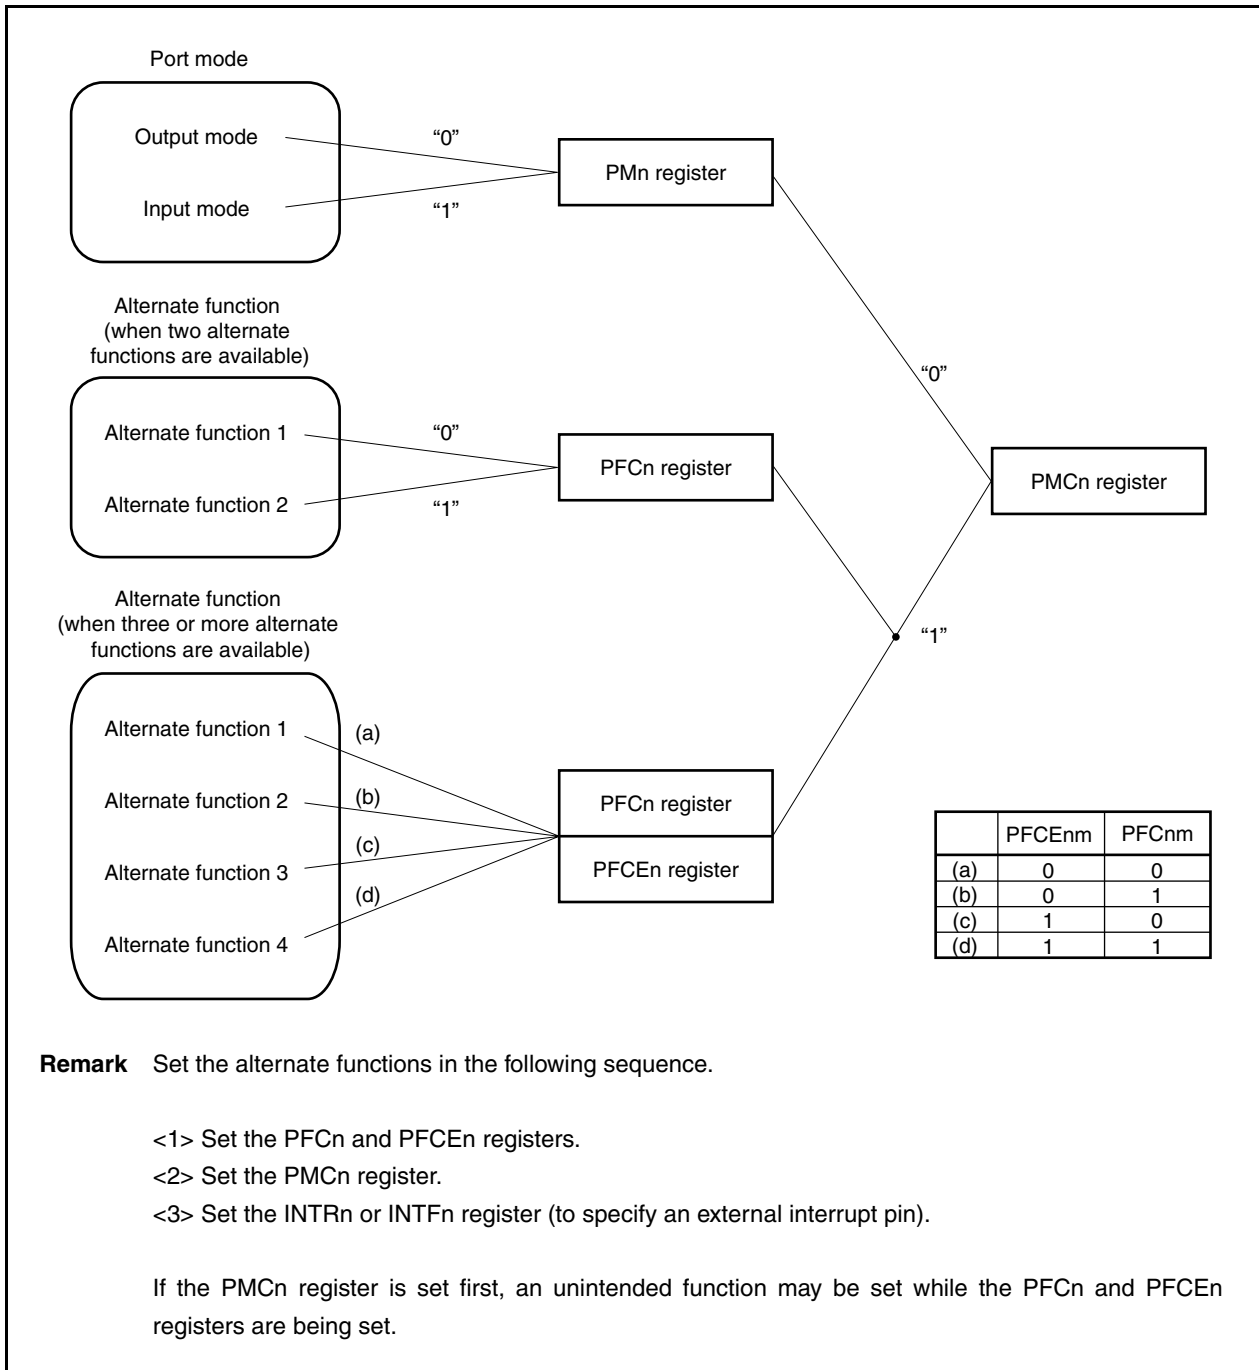 Port mode
Output mode
"0"
Input mode
"1"
PMn register
Alternate function
(when two alternate
functions are available)
Alternate function 1
"0"
Alternate function 2
"1"
PFCn register
"0"
PMCn register
Alternate function
(when three or more alternate
functions are available)
"1"
Alternate function 1
(a)
Alternate function 2
(b)
Alternate function 3
(c)
Alternate function 4
(d)
PFCn register
PFCEn register
PFCEnm PFCnm
(a) 0 0
(b) 0 1
(c) 1 0
(d) 1 1
Remark Set the alternate functions in the following sequence.
<1> Set the PFCn and PFCEn registers.
<2> Set the PMCn register.
<3> Set the INTRn or INTFn register (to specify an external interrupt pin).
If the PMCn register is set first, an unintended function may be set while the PFCn and PFCEn
registers are being set.